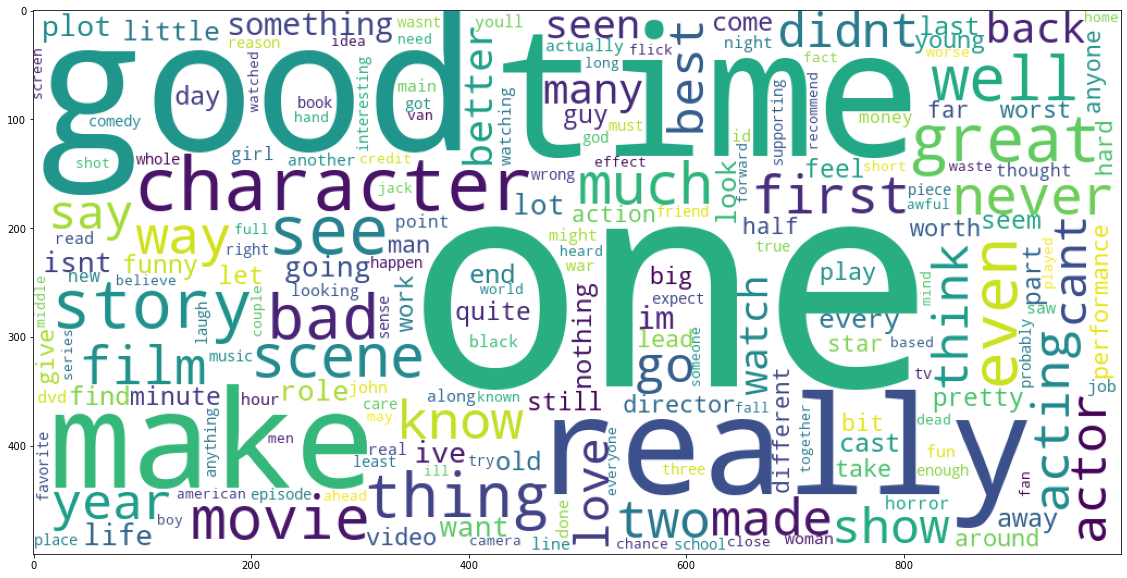 0
100
200
300
400
0
200
400
600
800
good
time
one
make
really
character
story
movie
thing
film
scene
bad
see
way
say
first
much
great
well
never
even
think
acting
actor
made
show
two
know
year
love
go
im
watch
best
better
many
seen
didnt
back
cant
plot
little
something
come
last
young
anyone
home
screen
reason
idea
wasnt
need
youll
actually
flick
long
night
fact
worse
day
book
hand
watched
interesting
main
got
van
watching
guy
god
must
id
supporting
recommend
money
far
worst
hard
comedy
shot
whole
girl
another
credit
jack
wrong
effect
look
forward
feel
short
waste
thought
piece
awful
lot
action
friend
half
true
worth
seem
read
isnt
new
believe
funny
full
right
let
going
looking
happen
man
point
might
heard
war
end
world
quite
black
big
expect
lead
someone
play
every
star
based
mind
saw
part
played
performance
probably
tv
pretty
job
give
middle
series
dvd
find
minute
laugh
music
couple
hour
role
john
care
may
sense
work
nothing
along
known
still
director
fall
different
together
bit
cast
take
dead
fun
enough
fan
favorite
anything
men
real
least
ive
ill
try
old
everyone
three
american
episode
ahead
boy
place
life
video
want
camera
line
done
chance
school
close
woman
horror
away
around